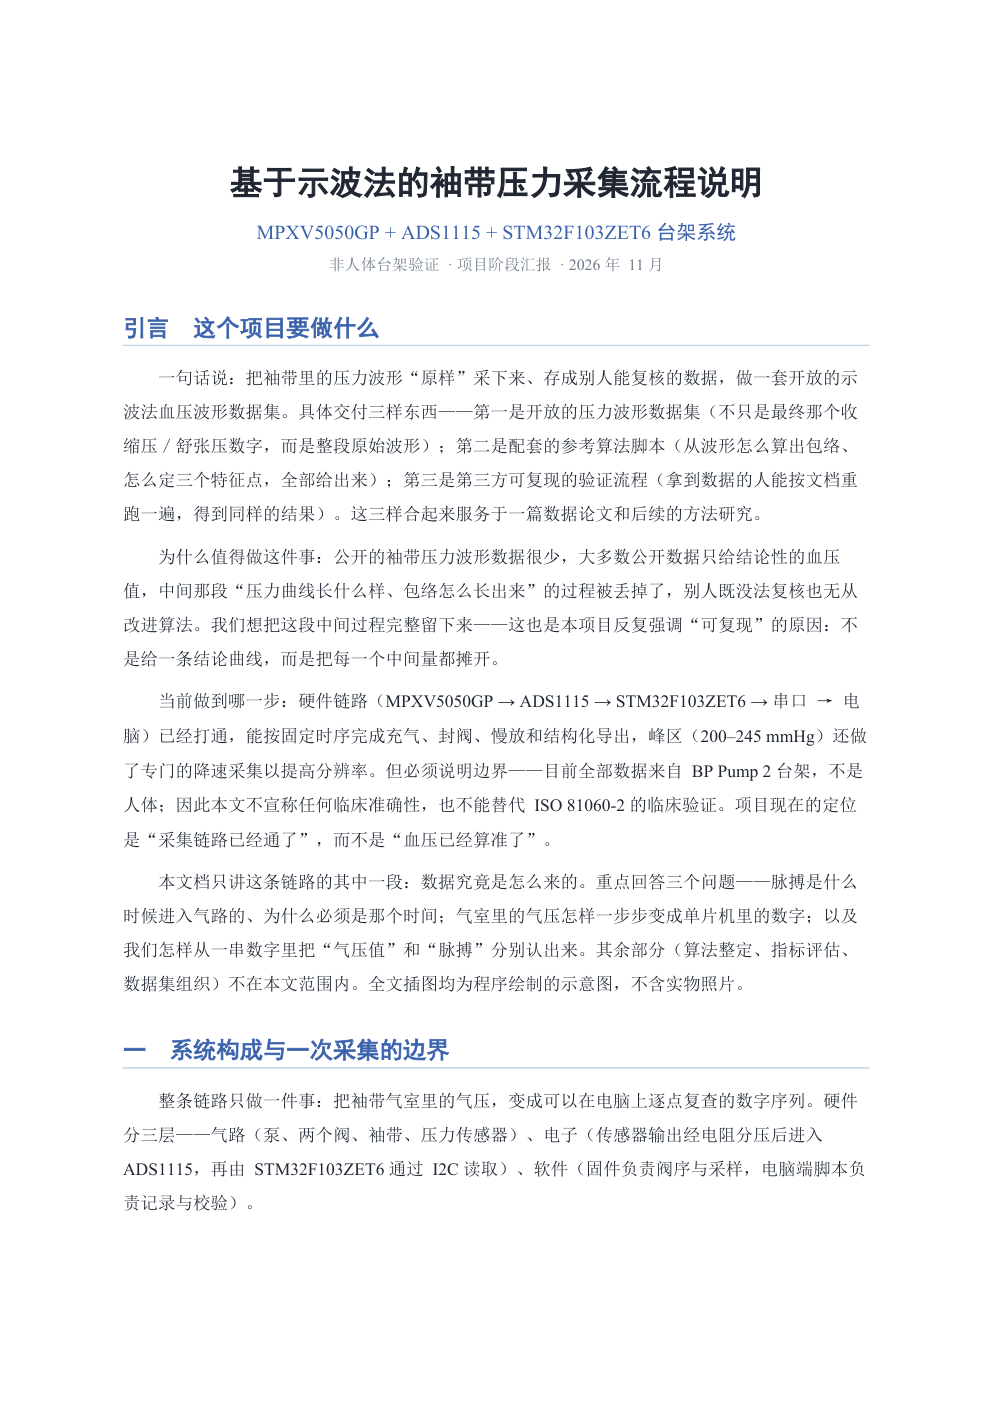 基于示波法的袖带压力采集流程说明
MPXV5050GP + ADS1115 + STM32F103ZET6 台架系统
非人体台架验证 · 项目阶段汇报 · 2026 年 11 月
引言 这个项目要做什么
一句话说：把袖带里的压力波形“原样”采下来、存成别人能复核的数据，做一套开放的示
波法血压波形数据集。具体交付三样东西——第一是开放的压力波形数据集（不只是最终那个收
缩压 / 舒张压数字，而是整段原始波形）；第二是配套的参考算法脚本（从波形怎么算出包络、
怎么定三个特征点，全部给出来）；第三是第三方可复现的验证流程（拿到数据的人能按文档重
跑一遍，得到同样的结果）。这三样合起来服务于一篇数据论文和后续的方法研究。
为什么值得做这件事：公开的袖带压力波形数据很少，大多数公开数据只给结论性的血压
值，中间那段“压力曲线长什么样、包络怎么长出来”的过程被丢掉了，别人既没法复核也无从
改进算法。我们想把这段中间过程完整留下来——这也是本项目反复强调“可复现”的原因：不
是给一条结论曲线，而是把每一个中间量都摊开。
当前做到哪一步：硬件链路（MPXV5050GP → ADS1115 → STM32F103ZET6 → 串口 → 电
脑）已经打通，能按固定时序完成充气、封阀、慢放和结构化导出，峰区（200–245 mmHg）还做
了专门的降速采集以提高分辨率。但必须说明边界——目前全部数据来自 BP Pump 2 台架，不是
人体；因此本文不宣称任何临床准确性，也不能替代 ISO 81060-2 的临床验证。项目现在的定位
是“采集链路已经通了”，而不是“血压已经算准了”。
本文档只讲这条链路的其中一段：数据究竟是怎么来的。重点回答三个问题——脉搏是什么
时候进入气路的、为什么必须是那个时间；气室里的气压怎样一步步变成单片机里的数字；以及
我们怎样从一串数字里把“气压值”和“脉搏”分别认出来。其余部分（算法整定、指标评估、
数据集组织）不在本文范围内。全文插图均为程序绘制的示意图，不含实物照片。
一 系统构成与一次采集的边界
整条链路只做一件事：把袖带气室里的气压，变成可以在电脑上逐点复查的数字序列。硬件
分三层——气路（泵、两个阀、袖带、压力传感器）、电子（传感器输出经电阻分压后进入
ADS1115，再由 STM32F103ZET6 通过 I2C 读取）、软件（固件负责阀序与采样，电脑端脚本负
责记录与校验）。